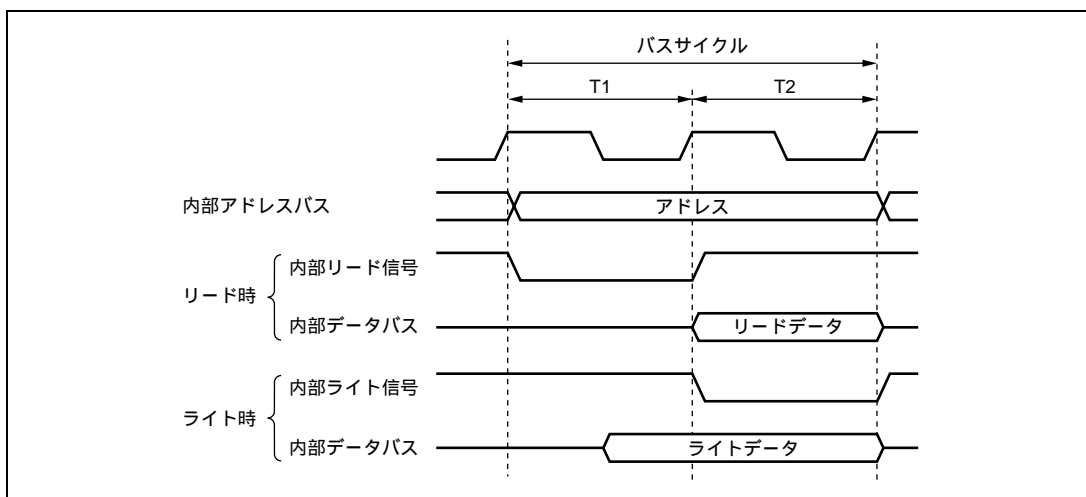 バスサイクル
T1
T2
内部アドレスバス
アドレス
リード時
内部リード信号
内部データバス
リードデータ
ライト時
内部ライト信号
内部データバス
ライトデータ